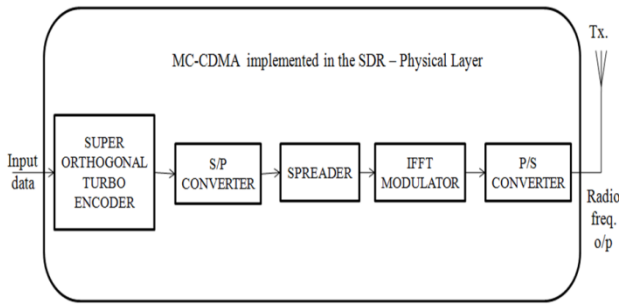 MC-CDMA implemented in the SDR – Physical Layer
Tx.
Input
data
SUPER
ORTHOGONAL
TURBO
ENCODER
S/P
CONVERTER
SPREADER
IFFT
MODULATOR
P/S
CONVERTER
Radio
freq.
o/p